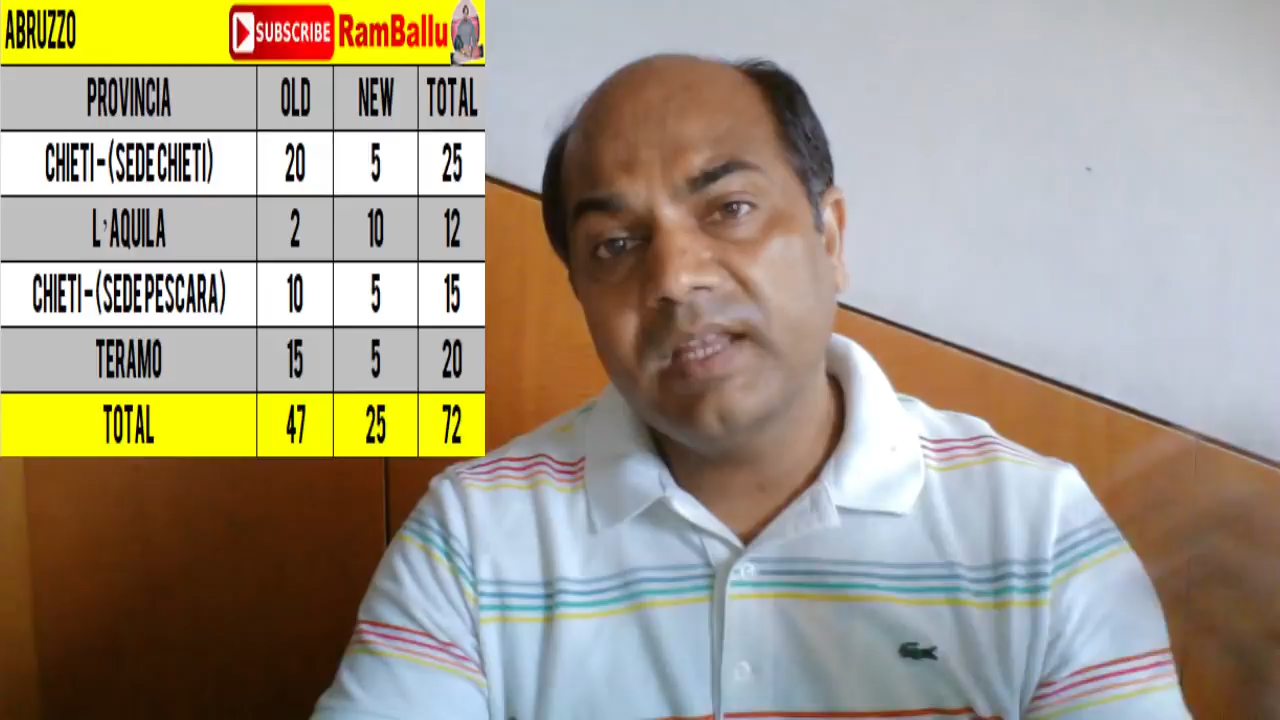 ABRUZZO SUBSCRIBE RamBallu
PROVINCIA OLD NEW TOTAL
CHIETI-(SEDE CHIETI) 20 5 25
L'AQUILA 2 10 12
CHIETI-(SEDE PESCARA) 10 5 15
TERAMO 15 5 20
TOTAL 47 25 72